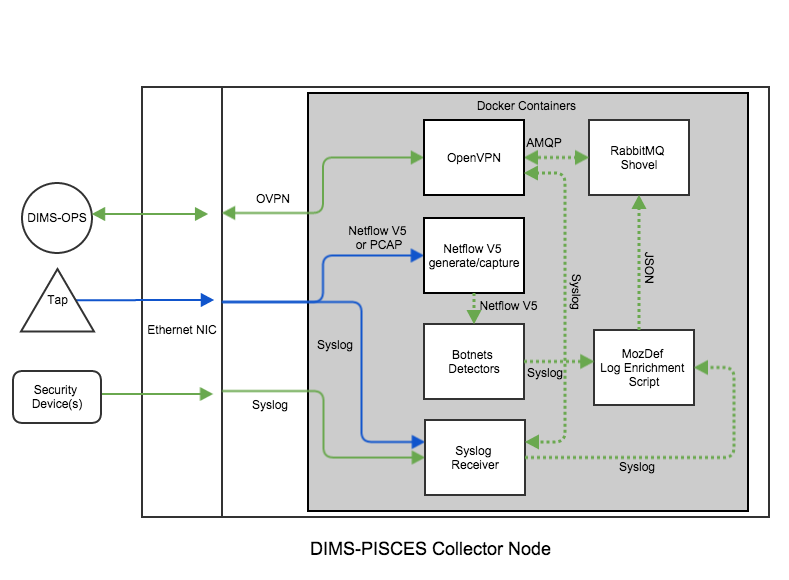 Docker Containers
OpenVPN
AMQP
RabbitMQ
Shovel
OVPN
DIMS-OPS
Netflow V5
or PCAP
Netflow V5
generate/capture
Syslog
JSON
Tap
Netflow V5
Ethernet NIC
Syslog
Botnets
Detectors
Syslog
MozDef
Log Enrichment
Script
Security
Device(s)
Syslog
Syslog
Receiver
Syslog
DIMS-PISCES Collector Node